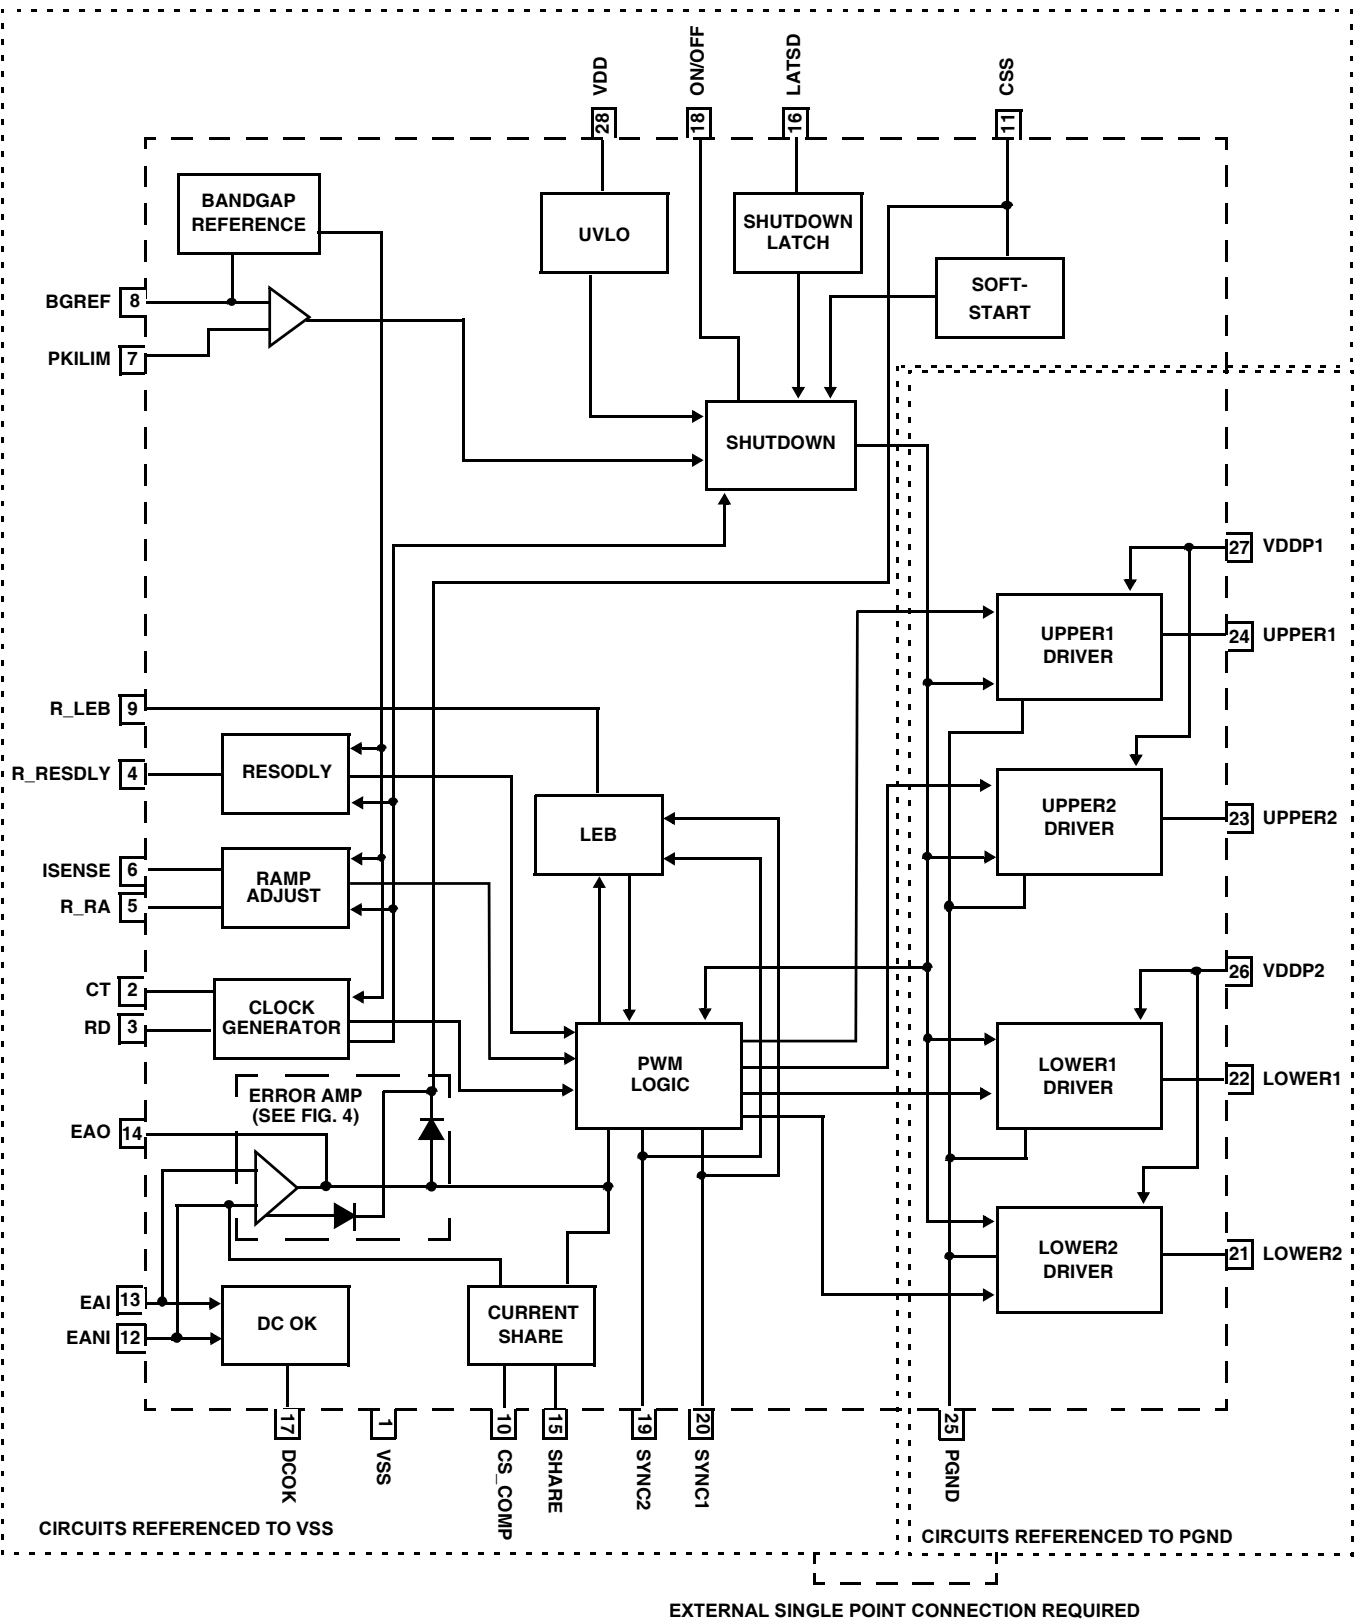 VDD
ON/OFF
LATSD
CSS
28
18
16
11
BANDGAP
REFERENCE
UVLO
SHUTDOWN
LATCH
SOFT-
START
BGREF 8
PKILIM 7
SHUTDOWN
27 VDDP1
UPPER1
DRIVER
24 UPPER1
R_LEB 9
R_RESDLY 4
RESODLY
LEB
UPPER2
DRIVER
23 UPPER2
ISENSE 6
R_RA 5
RAMP
ADJUST
26 VDDP2
CT 2
RD 3
CLOCK
GENERATOR
PWM
LOGIC
LOWER1
DRIVER
22 LOWER1
ERROR AMP
(SEE FIG. 4)
EAO 14
LOWER2
DRIVER
21 LOWER2
EAI 13
EANI 12
DC OK
CURRENT
SHARE
17
1
10
15
19
20
25
DCOK
VSS
CS_COMP
SHARE
SYNC2
SYNC1
PGND
CIRCUITS REFERENCED TO VSS
CIRCUITS REFERENCED TO PGND
EXTERNAL SINGLE POINT CONNECTION REQUIRED